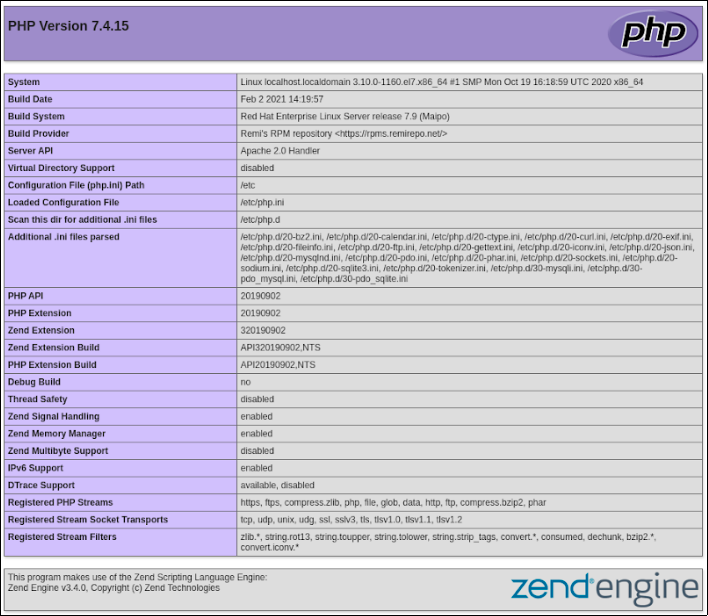 PHP Version 7.4.15
php
System Linux localhost.localdomain 3.10.0-1160.el7.x86_64 #1 SMP Mon Oct 19 16:18:59 UTC 2020 x86_64
Build Date Feb 2 2021 14:19:57
Build System Red Hat Enterprise Linux Server release 7.9 (Maipo)
Build Provider Remi's RPM repository <https://rpms.remirepo.net/>
Server API Apache 2.0 Handler
Virtual Directory Support disabled
Configuration File (php.ini) Path /etc
Loaded Configuration File /etc/php.ini
Scan this dir for additional .ini files /etc/php.d
Additional .ini files parsed /etc/php.d/20-bz2.ini, /etc/php.d/20-calendar.ini, /etc/php.d/20-ctype.ini, /etc/php.d/20-curl.ini, /etc/php.d/20-exif.ini,
/etc/php.d/20-fileinfo.ini, /etc/php.d/20-ftp.ini, /etc/php.d/20-gettext.ini, /etc/php.d/20-iconv.ini, /etc/php.d/20-json.ini,
/etc/php.d/20-mysqlnd.ini, /etc/php.d/20-pdo.ini, /etc/php.d/20-phar.ini, /etc/php.d/20-sockets.ini, /etc/php.d/20-
sodium.ini, /etc/php.d/20-sqlite3.ini, /etc/php.d/20-tokenizer.ini, /etc/php.d/30-mysqli.ini, /etc/php.d/30-
pdo_mysql.ini, /etc/php.d/30-pdo_sqlite.ini
PHP API 20190902
PHP Extension 20190902
Zend Extension 320190902
Zend Extension Build API320190902,NTS
PHP Extension Build API20190902,NTS
Debug Build no
Thread Safety disabled
Zend Signal Handling enabled
Zend Memory Manager enabled
Zend Multibyte Support disabled
IPv6 Support enabled
DTrace Support available, disabled
Registered PHP Streams https, ftps, compress.zlib, php, file, glob, data, http, ftp, compress.bzip2, phar
Registered Stream Socket Transports tcp, udp, unix, udg, ssl, sslv3, tls, tlsv1.0, tlsv1.1, tlsv1.2
Registered Stream Filters zlib.*, string.rot13, string.toupper, string.tolower, string.strip_tags, convert.*, consumed, dechunk, bzip2.*,
convert.iconv.*
This program makes use of the Zend Scripting Language Engine:
Zend Engine v3.4.0, Copyright (c) Zend Technologies
zend® engine